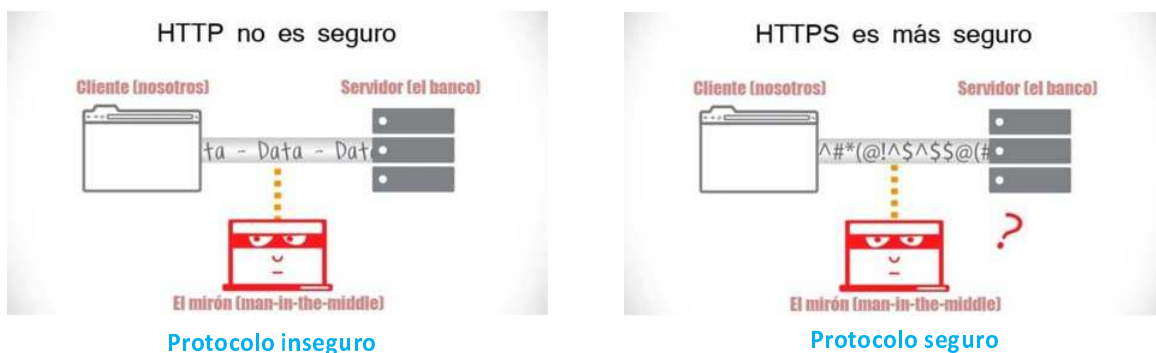 HTTP no es seguro
Cliente (nosotros)
Servidor (el banco)
ta - Data - Data
El mirón (man-in-the-middle)
Protocolo inseguro
HTTPS es más seguro
Cliente (nosotros)
Servidor (el banco)
^#*(@!^$^$$@(#
?
El mirón (man-in-the-middle)
Protocolo seguro